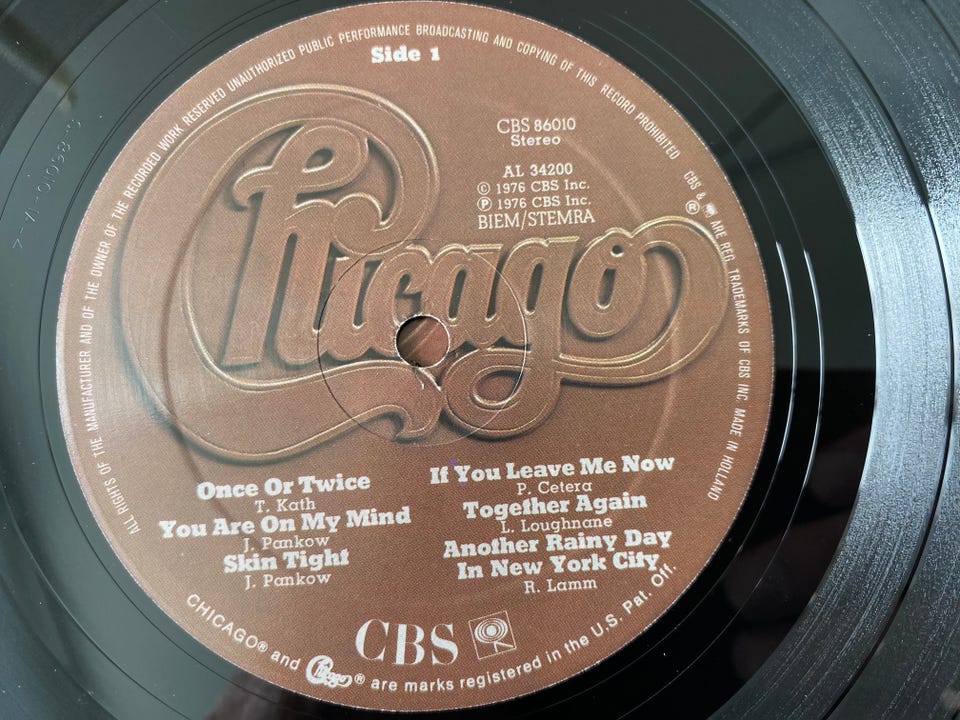 ALL RIGHTS OF THE MANUFACTURER AND OF THE OWNER OF THE RECORDED WORK RESERVED UNAUTHORIZED PUBLIC PERFORMANCE BROADCASTING AND COPYING OF THIS RECORD PROHIBITED
CBS & ARE REG. TRADEMARKS OF CBS INC. MADE IN HOLLAND
Side 1
CBS 86010
Stereo
AL 34200
© 1976 CBS Inc.
℗ 1976 CBS Inc.
BIEM/STEMRA
Chicago ®
Once Or Twice
T. Kath
You Are On My Mind
J. Pankow
Skin Tight
J. Pankow
If You Leave Me Now
P. Cetera
Together Again
L. Loughnane
Another Rainy Day
In New York City
R. Lamm
CBS
CHICAGO® and Chicago ® are marks registered in the U.S. Pat. Off.